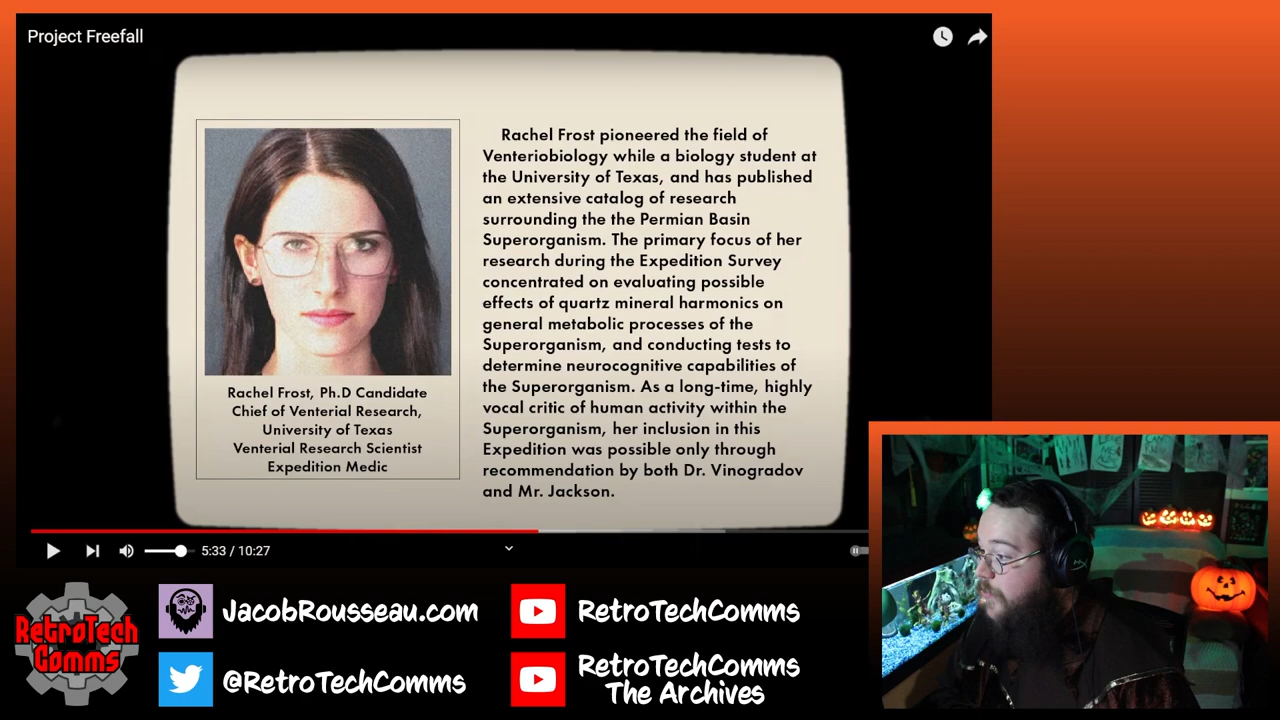 Project Freefall
Rachel Frost pioneered the field of
Venteriobiology while a biology student at
the University of Texas, and has published
an extensive catalog of research
surrounding the the Permian Basin
Superorganism. The primary focus of her
research during the Expedition Survey
concentrated on evaluating possible
effects of quartz mineral harmonics on
general metabolic processes of the
Superorganism, and conducting tests to
determine neurocognitive capabilities of
the Superorganism. As a long-time, highly
vocal critic of human activity within the
Superorganism, her inclusion in this
Expedition was possible only through
recommendation by both Dr. Vinogradov
and Mr. Jackson.
Rachel Frost, Ph.D Candidate
Chief of Venterial Research,
University of Texas
Venterial Research Scientist
Expedition Medic
5:33 / 10:27
RetroTech
Comms
JacobRousseau.com
@RetroTechComms
RetroTechComms
RetroTechComms
The Archives